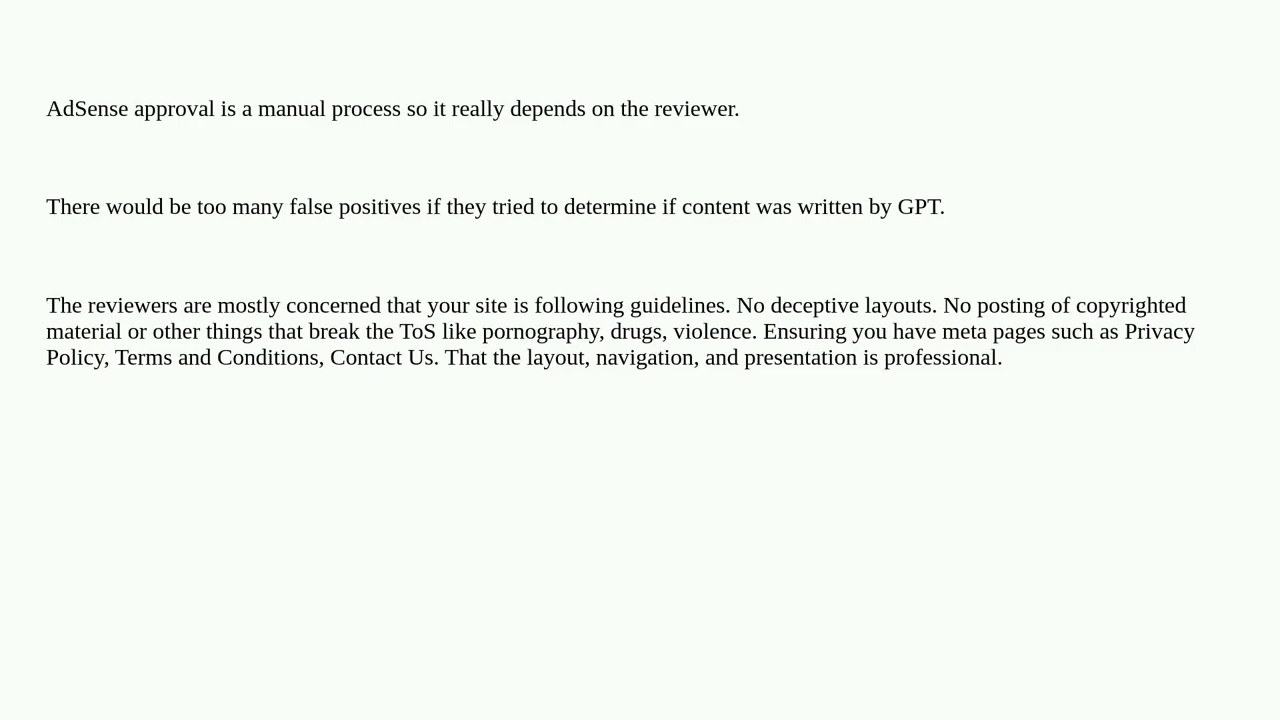 AdSense approval is a manual process so it really depends on the reviewer.
There would be too many false positives if they tried to determine if content was written by GPT.
The reviewers are mostly concerned that your site is following guidelines. No deceptive layouts. No posting of copyrighted
material or other things that break the ToS like pornography, drugs, violence. Ensuring you have meta pages such as Privacy
Policy, Terms and Conditions, Contact Us. That the layout, navigation, and presentation is professional.